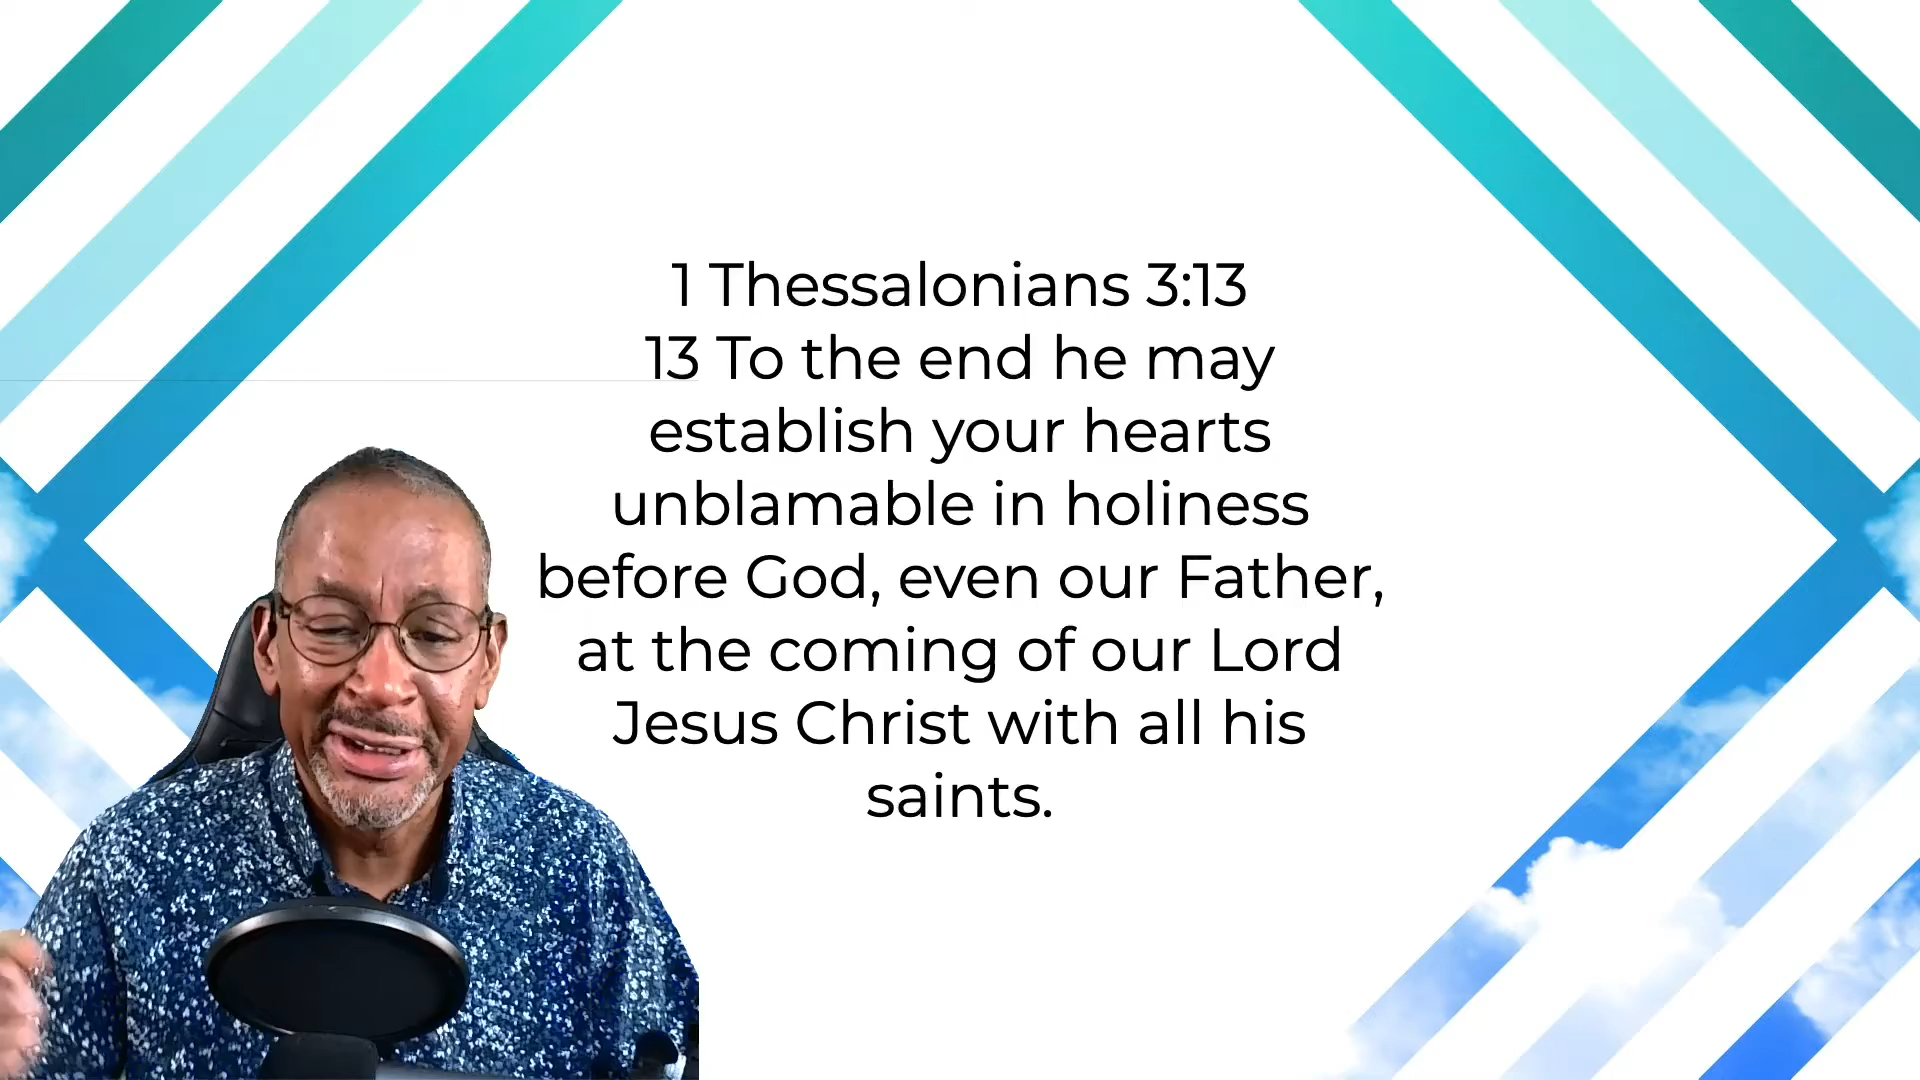 1 Thessalonians 3:13
13 To the end he may
establish your hearts
unblamable in holiness
before God, even our Father,
at the coming of our Lord
Jesus Christ with all his
saints.